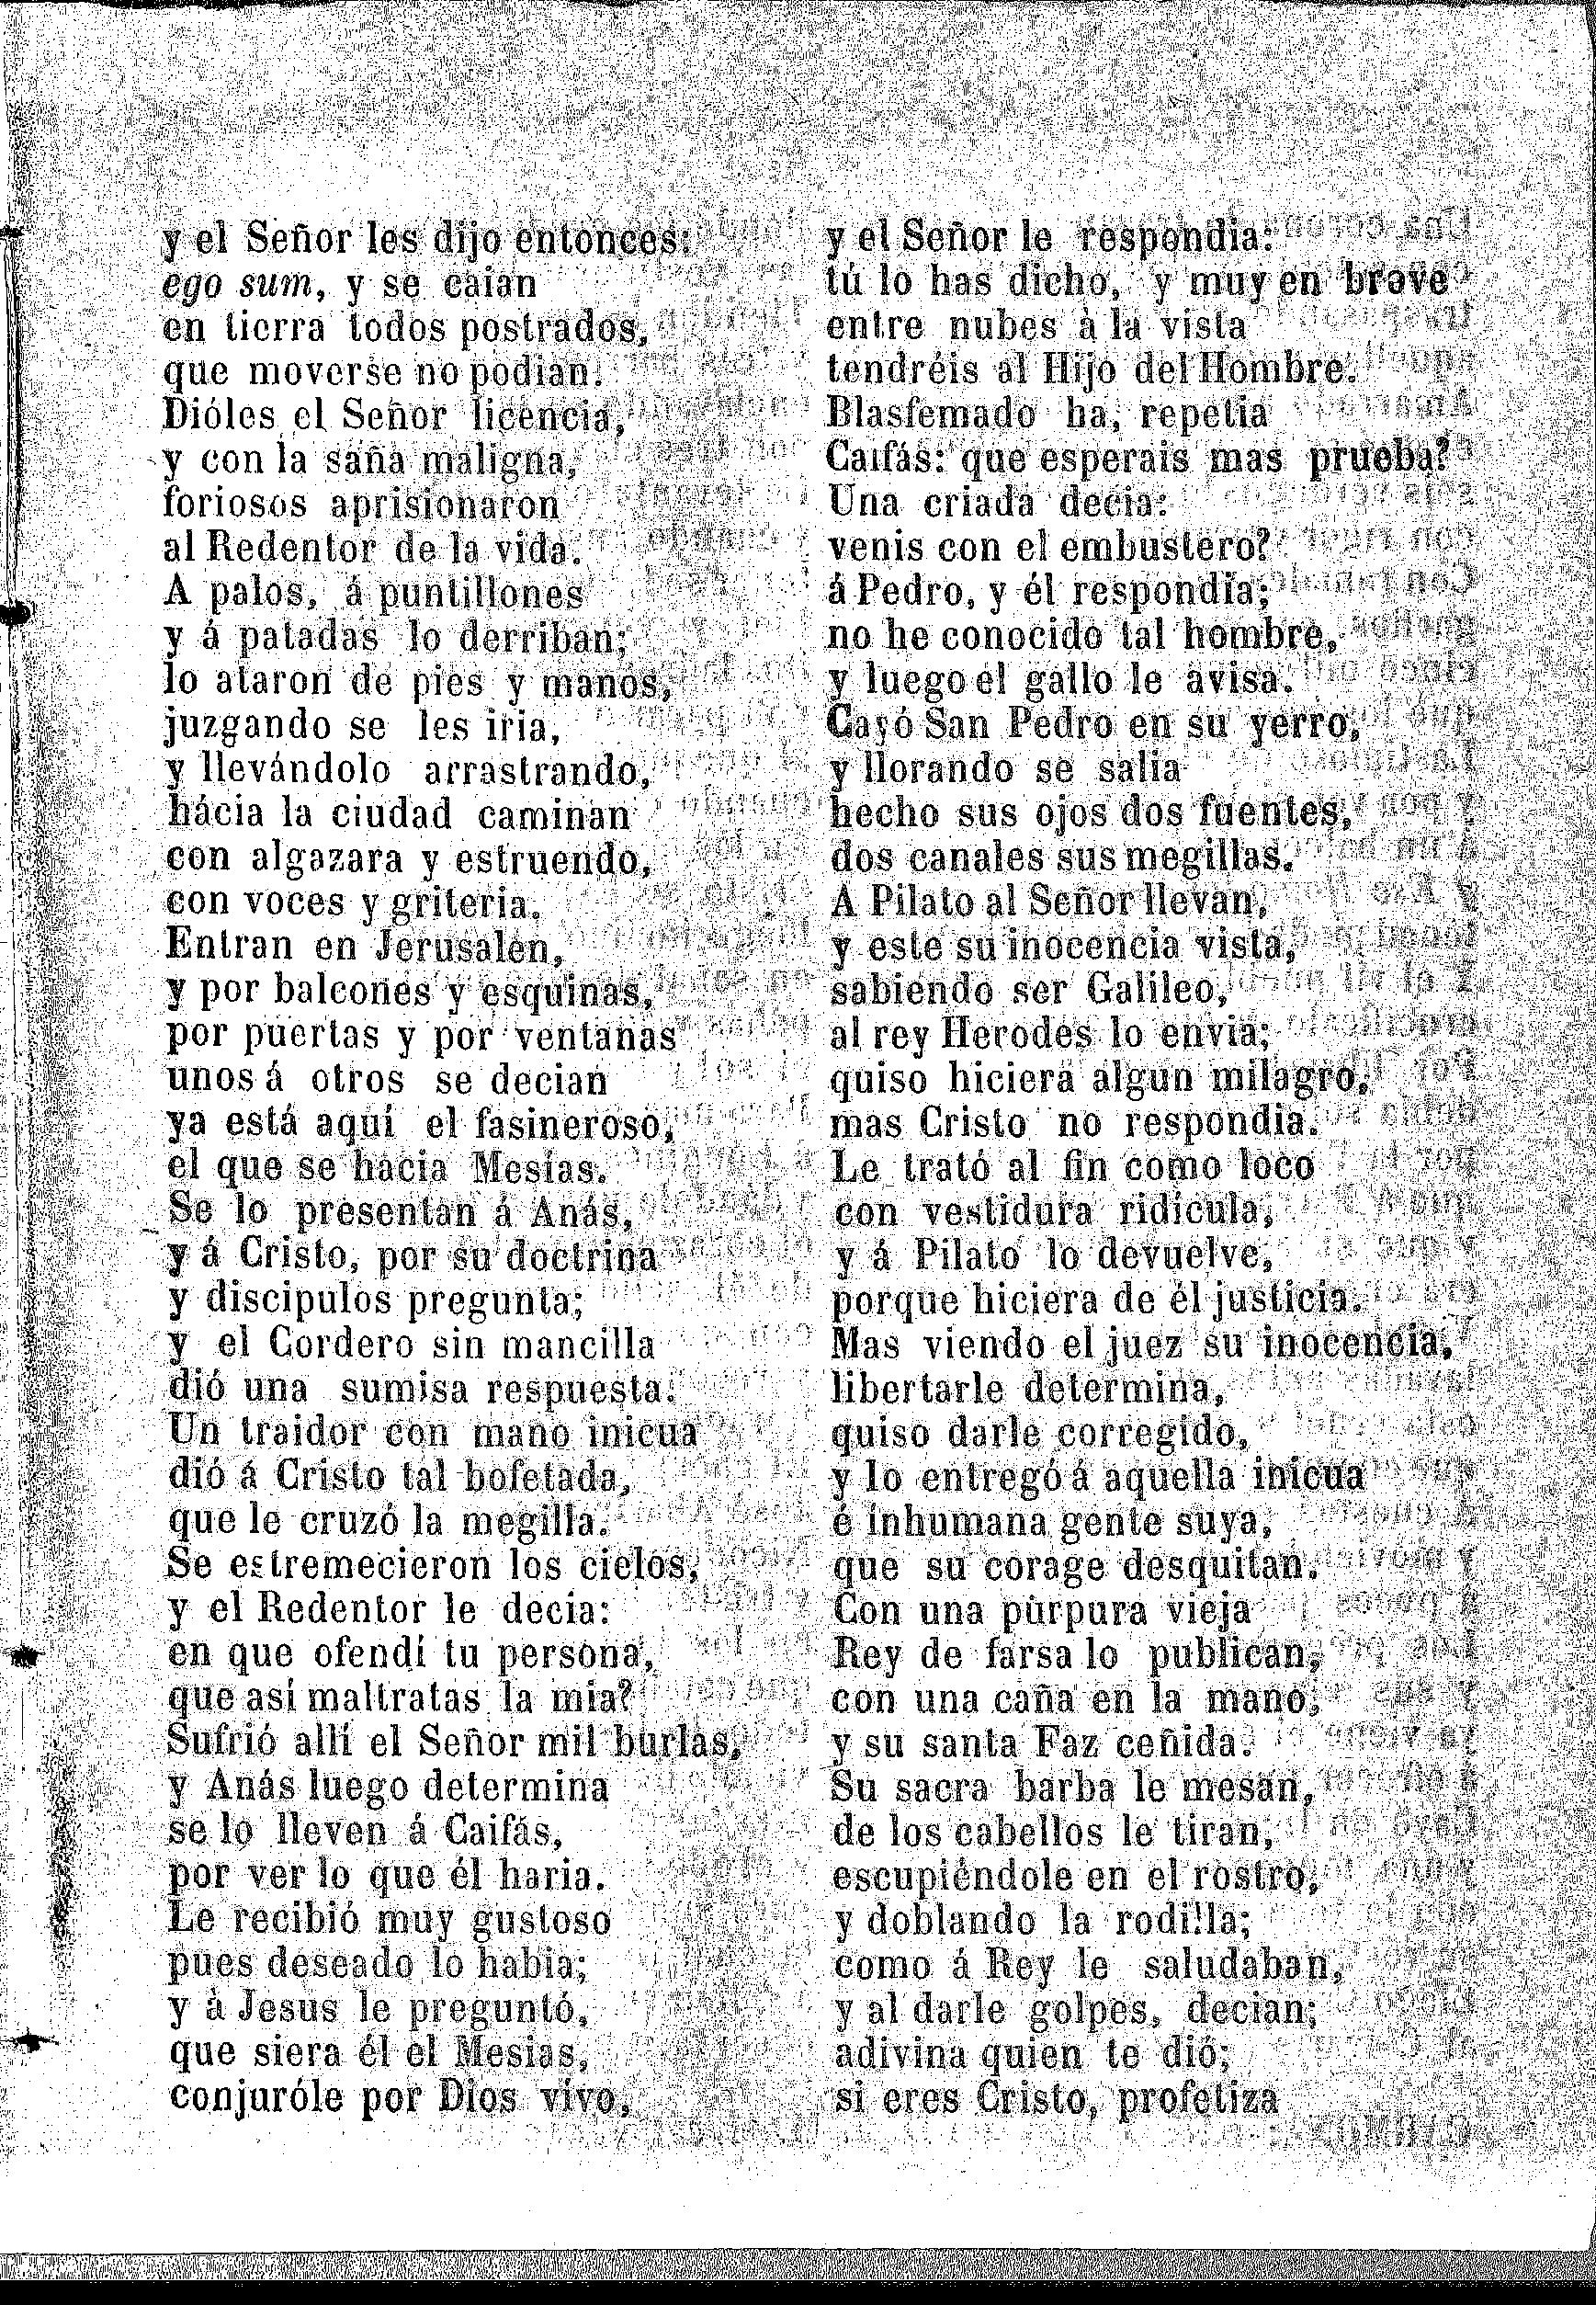 y el Señor les dijo entonces:
ego sum, y se caian
en tierra todos postrados,
que moverse no podian.
Dióles el Señor licencia,
y con la saña maligna,
foriosos aprisionaron
al Redentor de la vida.
A palos, á puntillones
y á patadas lo derriban;
lo ataron de pies y manos,
juzgando se les iria,
y llevándolo arrastrando,
hácia la ciudad caminan
con algazara y estruendo,
con voces y griteria.
Entran en Jerusalen,
y por balcones y esquinas,
por puertas y por ventanas
unos á otros se decian
ya está aquí el fasineroso,
el que se hacia Mesías.
Se lo presentan á Anás,
y á Cristo, por su doctrina
y discipulos pregunta;
y el Cordero sin mancilla
dió una sumisa respuesta.
Un traidor con mano inicua
dió á Cristo tal bofetada,
que le cruzó la megilla.
Se estremecieron los cielos,
y el Redentor le decia:
en que ofendí tu persona,
que así maltratas la mia?
Sufrió allí el Señor mil burlas,
y Anás luego determina
se lo lleven á Caifás,
por ver lo que él haria.
Le recibió muy gustoso
pues deseado lo habia;
y à Jesus le preguntó,
que siera él el Mesias,
conjuróle por Dios vivo,
y el Señor le respondia:
tú lo has dicho, y muy en breve
entre nubes à la vista
tendréis al Hijo del Hombre.
Blasfemado ha, repetia
Caifás: que esperais mas prueba?
Una criada decia:
venis con el embustero?
á Pedro, y él respondia;
no he conocido tal hombre,
y luego el gallo le avisa.
Cayó San Pedro en su yerro,
y llorando se salia
hecho sus ojos dos fuentes,
dos canales sus megillas.
A Pilato al Señor llevan,
y este su inocencia vista,
sabiendo ser Galileo,
al rey Herodes lo envia;
quiso hiciera algun milagro,
mas Cristo no respondia.
Le trató al fin como loco
con vestidura ridícula,
y á Pilato lo devuelve,
porque hiciera de él justicia.
Mas viendo el juez su inocencia,
libertarle determina,
quiso darle corregido,
y lo entregó á aquella inicua
é inhumana gente suya,
que su corage desquitan.
Con una pùrpura vieja
Rey de farsa lo publican,
con una caña en la mano,
y su santa Faz ceñida.
Su sacra barba le mesan,
de los cabellos le tiran,
escupiéndole en el rostro,
y doblando la rodilla;
como á Rey le saludaban,
y al darle golpes, decian;
adivina quien te dió;
si eres Cristo, profetiza